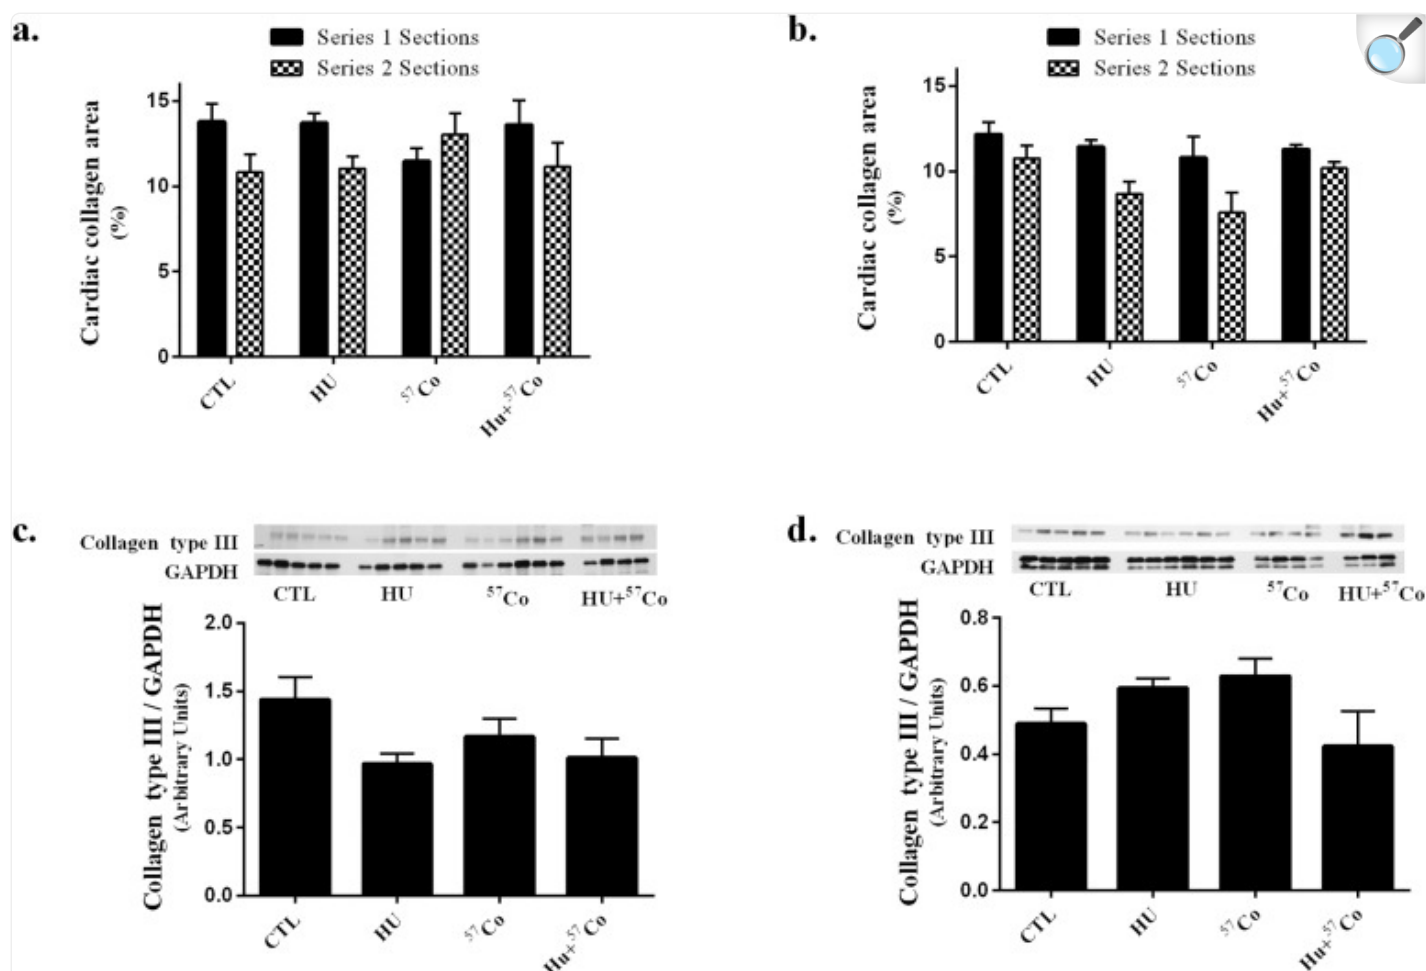 a.
Series 1 Sections
Series 2 Sections
Cardiac collagen area
(%)
15
10
5
0
CTL
HU
⁵⁷Co
Hu+⁵⁷Co
b.
Series 1 Sections
Series 2 Sections
Cardiac collagen area
(%)
15
10
5
0
CTL
HU
⁵⁷Co
Hu+⁵⁷Co
c.
Collagen type III
GAPDH
CTL HU ⁵⁷Co HU+⁵⁷Co
Collagen type III / GAPDH
(Arbitrary Units)
2.0
1.5
1.0
0.5
0.0
CTL
HU
⁵⁷Co
Hu+⁵⁷Co
d.
Collagen type III
GAPDH
CTL HU ⁵⁷Co HU+⁵⁷Co
Collagen type III / GAPDH
(Arbitrary Units)
0.8
0.6
0.4
0.2
0.0
CTL
HU
⁵⁷Co
Hu+⁵⁷Co